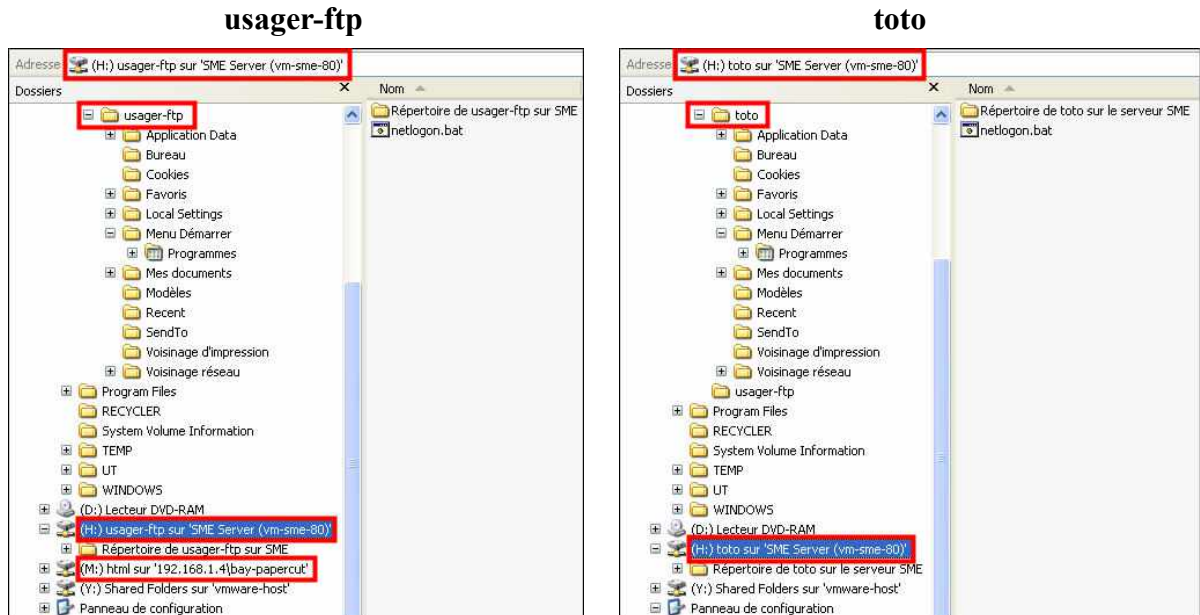 usager-ftp
Adresse (H:) usager-ftp sur 'SME Server (vm-sme-80)'
Dossiers x Nom
usager-ftp
Application Data
Bureau
Cookies
Favoris
Local Settings
Menu Démarrer
Programmes
Mes documents
Modèles
Recent
SendTo
Voisinage d'impression
Voisinage réseau
Program Files
RECYCLER
System Volume Information
TEMP
UT
WINDOWS
(D:) Lecteur DVD-RAM
(H:) usager-ftp sur 'SME Server (vm-sme-80)'
Répertoire de usager-ftp sur SME
(M:) html sur '192.168.1.4\bay-papercut'
(Y:) Shared Folders sur 'vmware-host'
Panneau de configuration
Répertoire de usager-ftp sur SME
netlogon.bat
toto
Adresse (H:) toto sur 'SME Server (vm-sme-80)'
Dossiers x Nom
toto
Application Data
Bureau
Cookies
Favoris
Local Settings
Menu Démarrer
Programmes
Mes documents
Modèles
Recent
SendTo
Voisinage d'impression
Voisinage réseau
usager-ftp
Program Files
RECYCLER
System Volume Information
TEMP
UT
WINDOWS
(D:) Lecteur DVD-RAM
(H:) toto sur 'SME Server (vm-sme-80)'
Répertoire de toto sur le serveur SME
(Y:) Shared Folders sur 'vmware-host'
Panneau de configuration
Répertoire de toto sur le serveur SME
netlogon.bat